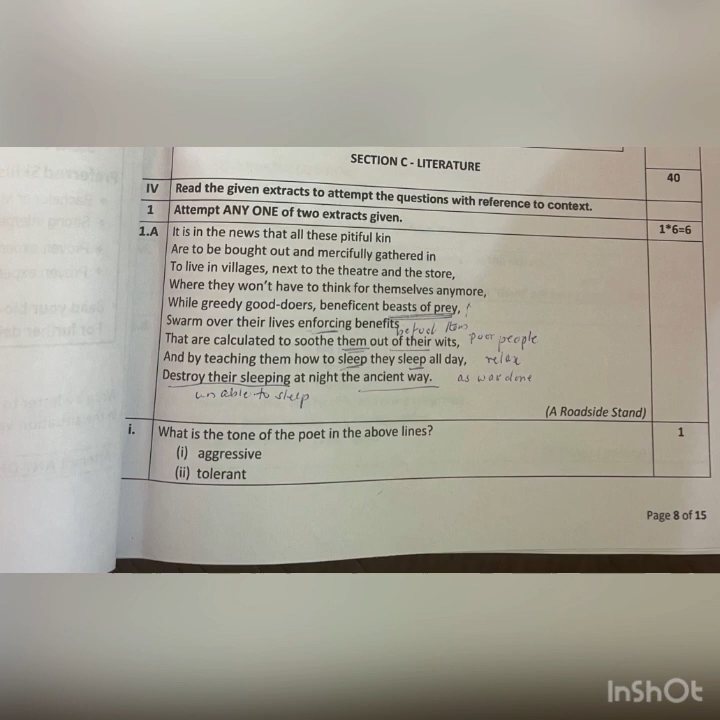 SECTION C - LITERATURE
40
IV Read the given extracts to attempt the questions with reference to context.
1 Attempt ANY ONE of two extracts given.
1.A It is in the news that all these pitiful kin 1*6=6
Are to be bought out and mercifully gathered in
To live in villages, next to the theatre and the store,
Where they won't have to think for themselves anymore,
While greedy good-doers, beneficent beasts of prey,
Swarm over their lives enforcing benefits
That are calculated to soothe them out of their wits, poor people
And by teaching them how to sleep they sleep all day, relax
Destroy their sleeping at night the ancient way. as was done
unable to sleep
(A Roadside Stand)
i. What is the tone of the poet in the above lines? 1
(i) aggressive
(ii) tolerant
Page 8 of 15
InShOt